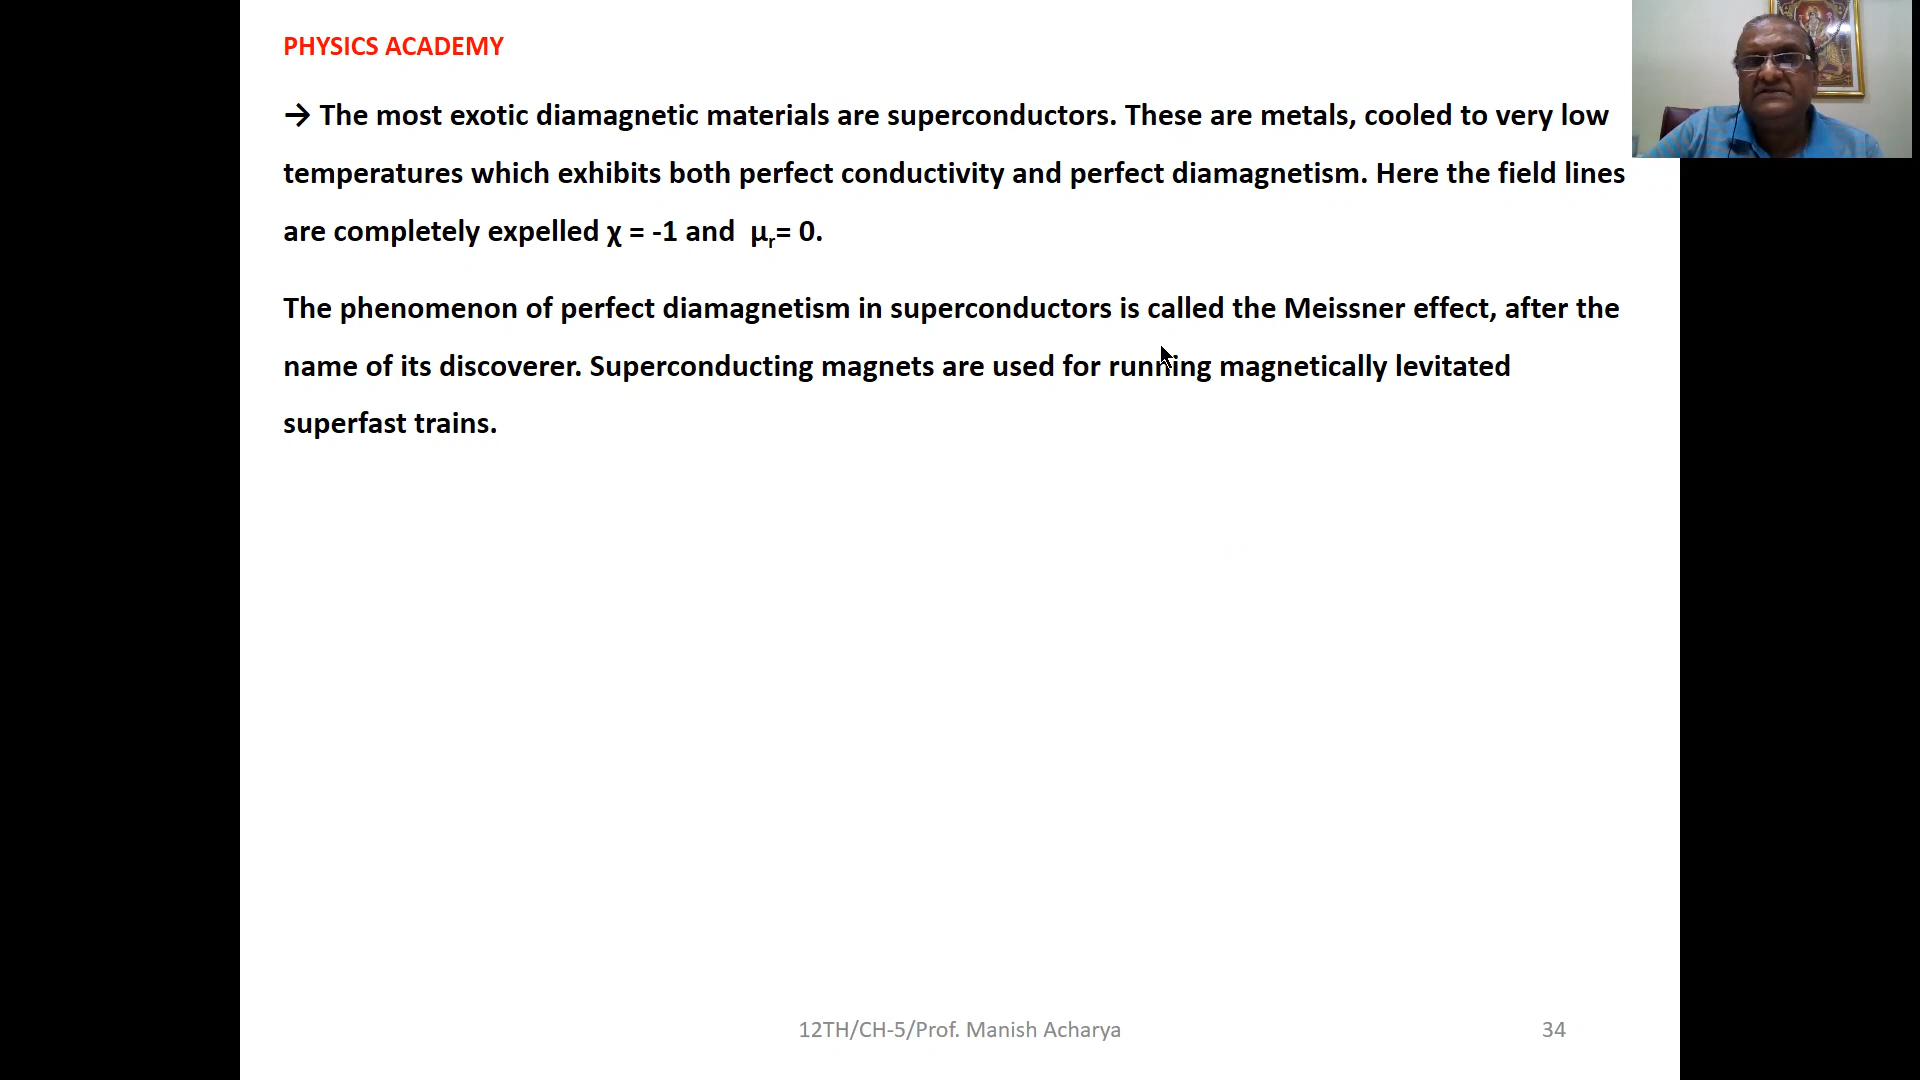 PHYSICS ACADEMY
→ The most exotic diamagnetic materials are superconductors. These are metals, cooled to very low
temperatures which exhibits both perfect conductivity and perfect diamagnetism. Here the field lines
are completely expelled χ = -1 and μr= 0.
The phenomenon of perfect diamagnetism in superconductors is called the Meissner effect, after the
name of its discoverer. Superconducting magnets are used for running magnetically levitated
superfast trains.
12TH/CH-5/Prof. Manish Acharya
34